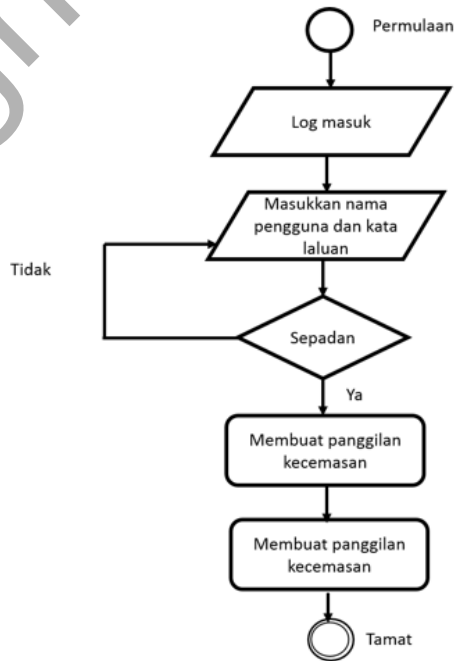 Permulaan
Log masuk
Masukkan nama
pengguna dan kata
laluan
Tidak
Sepadan
Ya
Membuat panggilan
kecemasan
Membuat panggilan
kecemasan
Tamat